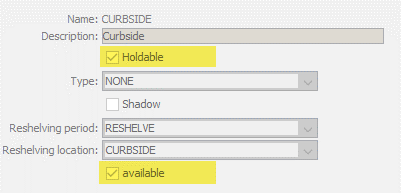 Name: CURBSIDE
Description: Curbside
Holdable
Type: NONE
Shadow
Reshelving period: RESHELVE
Reshelving location: CURBSIDE
available